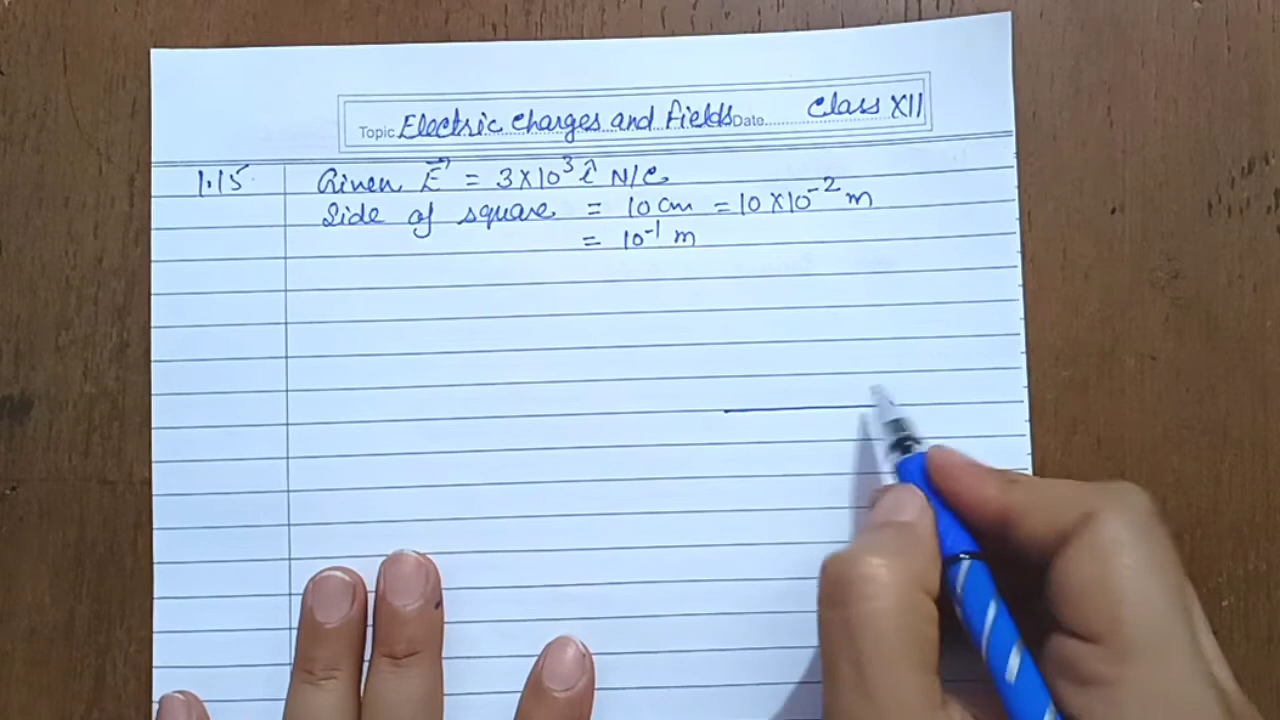 Topic Electric Charges and Fields Date Class XII
1.15 Given E⃗ = 3×10³ î N/C
Side of square = 10 cm = 10×10⁻² m
= 10⁻¹ m